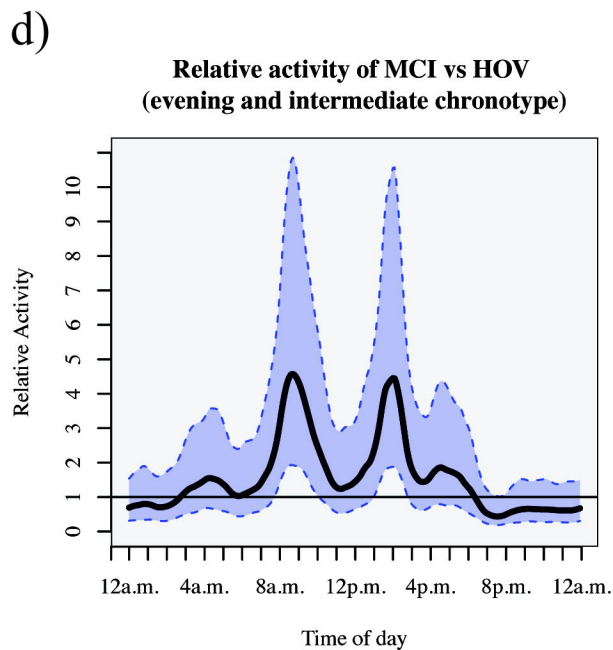 d)
Relative activity of MCI vs HOV
(evening and intermediate chronotype)
Relative Activity
10
9
8
7
6
5
4
3
2
1
0
12a.m. 4a.m. 8a.m. 12p.m. 4p.m. 8p.m. 12a.m.
Time of day